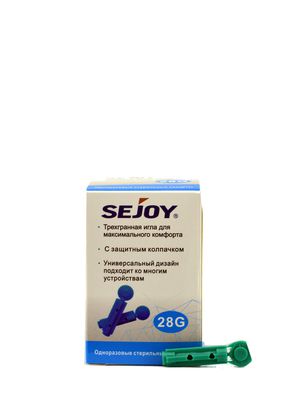 SEJOY®
• Трехгранная игла для
максимального комфорта
• С защитным колпачком
• Универсальный дизайн
подходит ко многим
устройствам
28G
Одноразовые стерильные